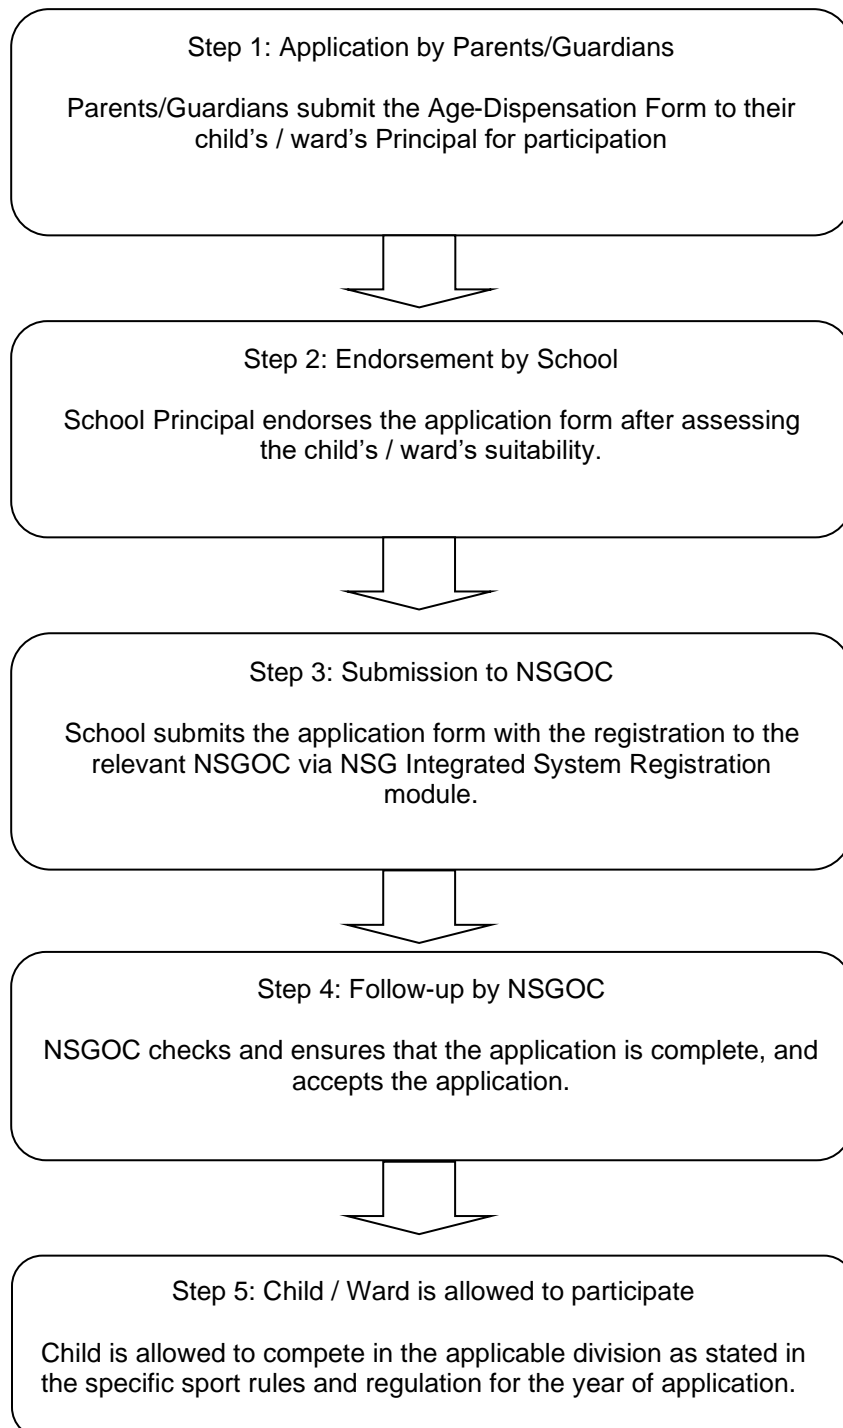 Step 1: Application by Parents/Guardians
Parents/Guardians submit the Age-Dispensation Form to their
child’s / ward’s Principal for participation
Step 2: Endorsement by School
School Principal endorses the application form after assessing
the child’s / ward’s suitability.
Step 3: Submission to NSGOC
School submits the application form with the registration to the
relevant NSGOC via NSG Integrated System Registration
module.
Step 4: Follow-up by NSGOC
NSGOC checks and ensures that the application is complete, and
accepts the application.
Step 5: Child / Ward is allowed to participate
Child is allowed to compete in the applicable division as stated in
the specific sport rules and regulation for the year of application.